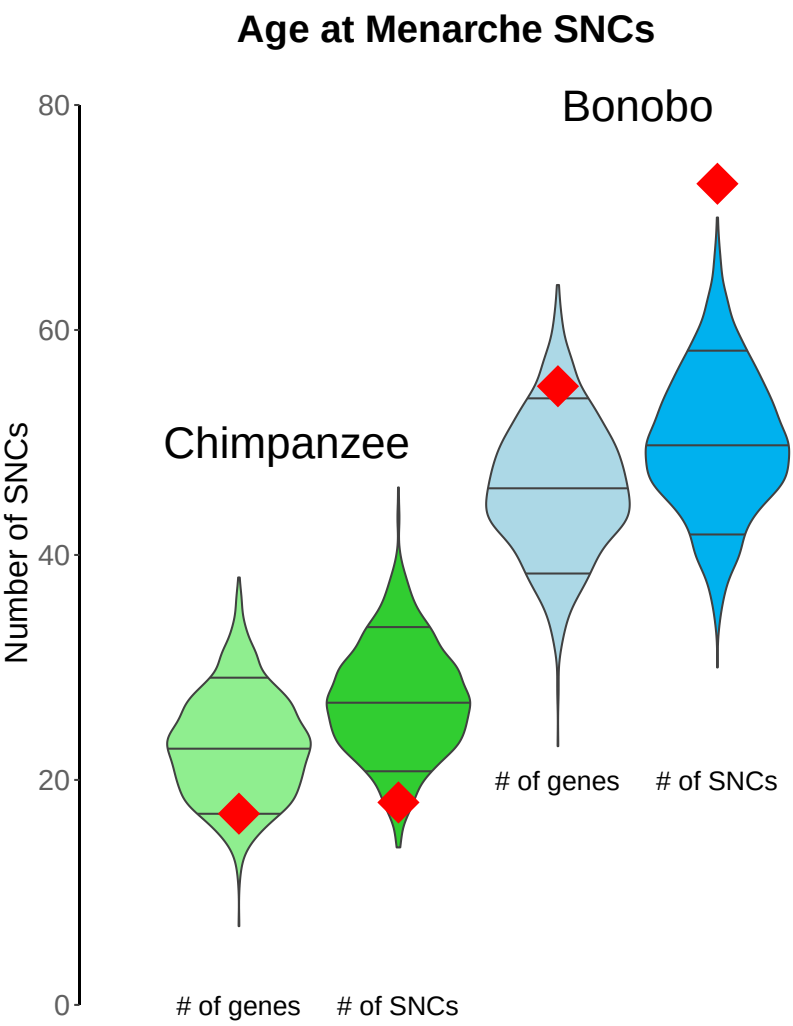 Age at Menarche SNCs
Bonobo
Chimpanzee
Number of SNCs
80
60
40
20
0
# of genes
# of SNCs
# of genes
# of SNCs